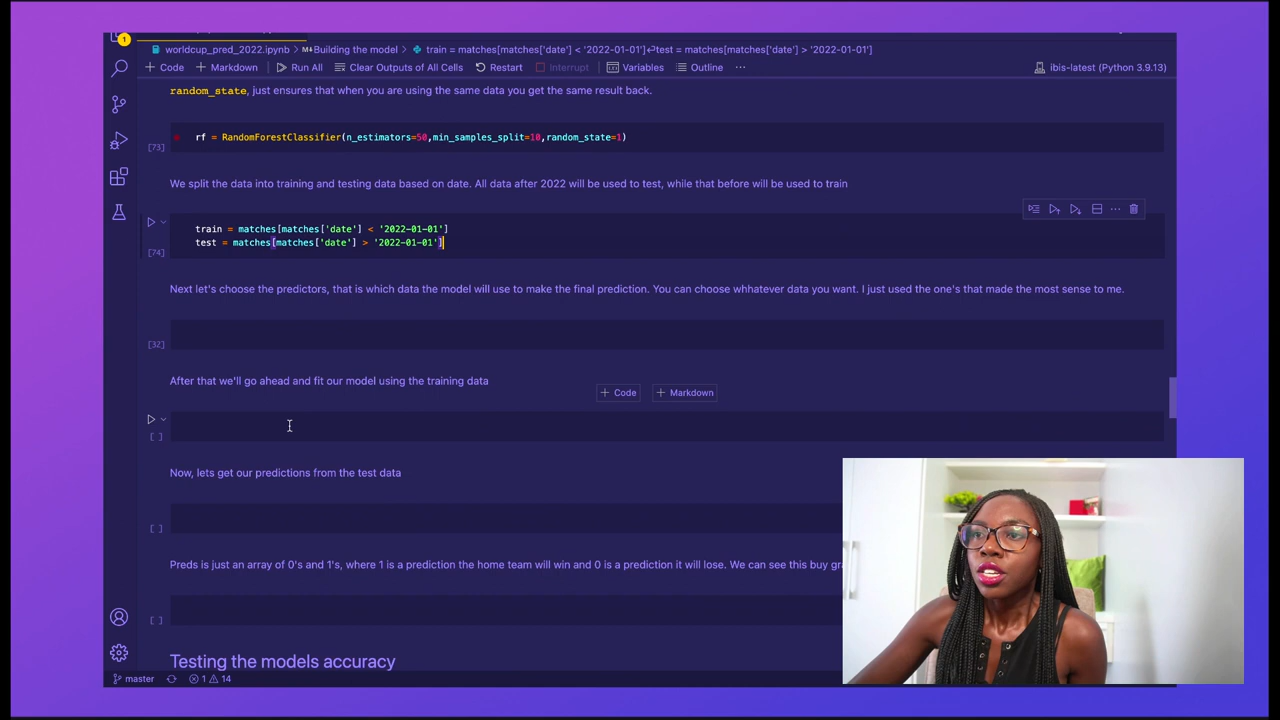 1
worldcup_pred_2022.ipynb > M↓Building the model > train = matches[matches['date'] < '2022-01-01']↵test = matches[matches['date'] > '2022-01-01']
+ Code + Markdown Run All Clear Outputs of All Cells Restart Interrupt Variables Outline ··· ibis-latest (Python 3.9.13)
random_state, just ensures that when you are using the same data you get the same result back.
rf = RandomForestClassifier(n_estimators=50,min_samples_split=10,random_state=1)
[73]
We split the data into training and testing data based on date. All data after 2022 will be used to test, while that before will be used to train
train = matches[matches['date'] < '2022-01-01']
test = matches[matches['date'] > '2022-01-01']
[74]
Next let's choose the predictors, that is which data the model will use to make the final prediction. You can choose whhatever data you want. I just used the one's that made the most sense to me.
[32]
After that we'll go ahead and fit our model using the training data
+ Code + Markdown
[ ]
Now, lets get our predictions from the test data
[ ]
Preds is just an array of 0's and 1's, where 1 is a prediction the home team will win and 0 is a prediction it will lose. We can see this buy
[ ]
Testing the models accuracy
master 1 14